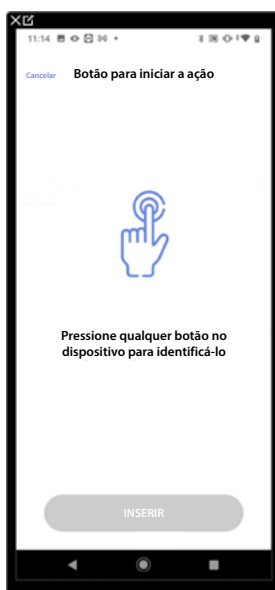 11:14
Cancelar Botão para iniciar a ação
Pressione qualquer botão no
dispositivo para identificá-lo
INSERIR